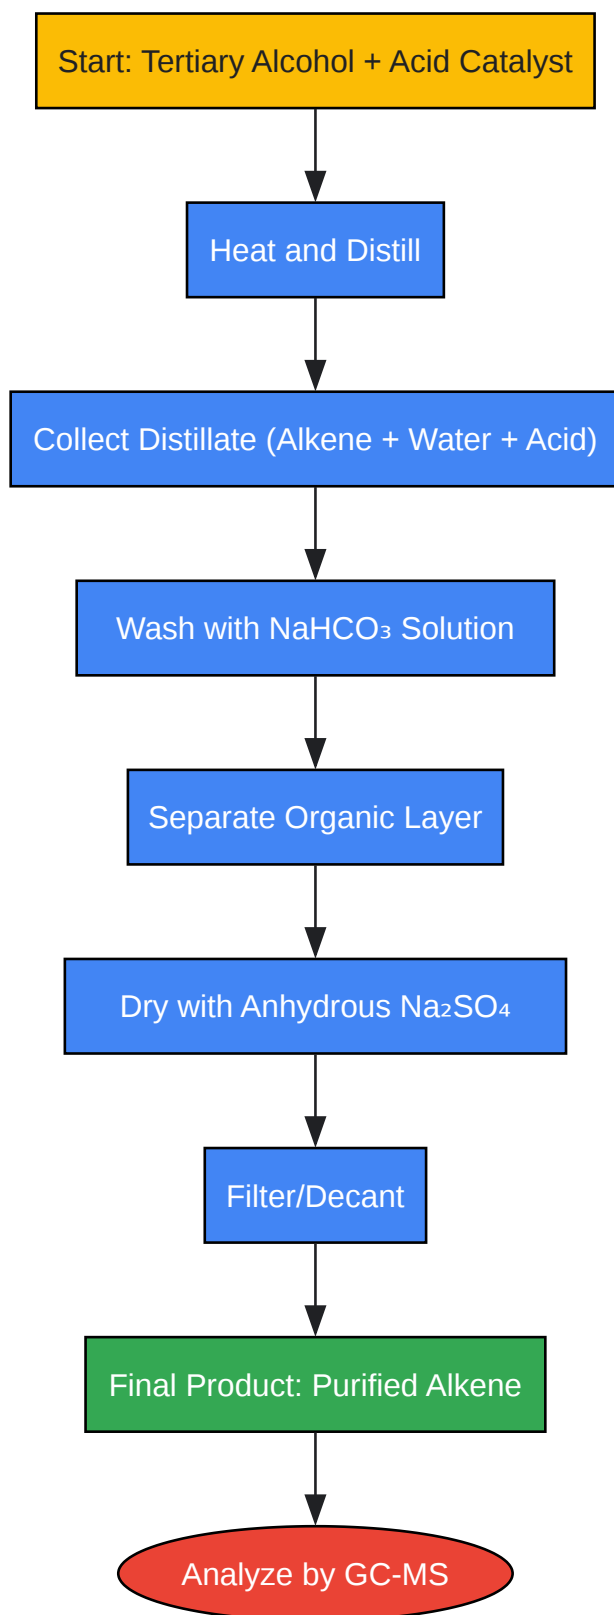 Start: Tertiary Alcohol + Acid Catalyst
Heat and Distill
Collect Distillate (Alkene + Water + Acid)
Wash with NaHCO₃ Solution
Separate Organic Layer
Dry with Anhydrous Na₂SO₄
Filter/Decant
Final Product: Purified Alkene
Analyze by GC-MS